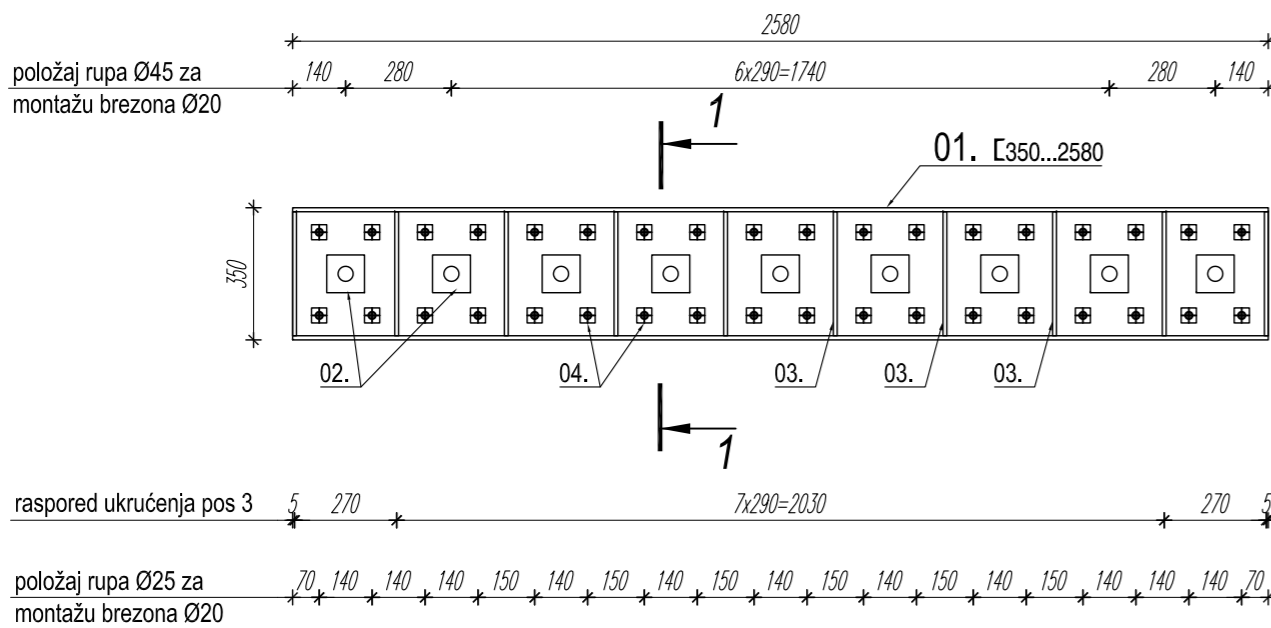 2580
položaj rupa Ø45 za
montažu brezona Ø20
140 280 6x290=1740 280 140
1
01. [350...2580
350
02. 04. 03. 03. 03.
1
raspored ukrućenja pos 3
5 270 7x290=2030 270 5
položaj rupa Ø25 za
montažu brezona Ø20
70 140 140 140 150 140 150 140 150 140 150 140 150 140 150 140 140 140 70